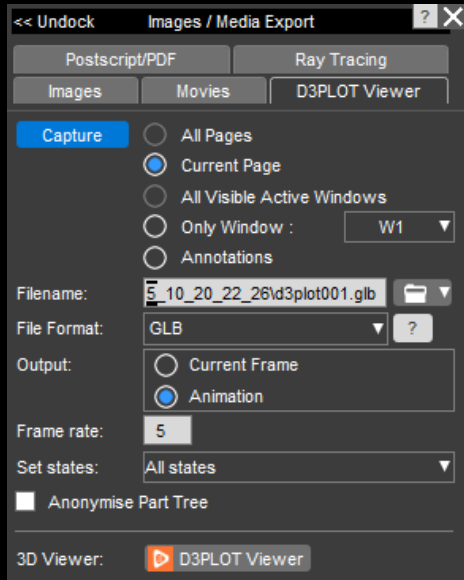 << Undock Images / Media Export ? X
Postscript/PDF Ray Tracing
Images Movies D3PLOT Viewer
Capture All Pages
Current Page
All Visible Active Windows
Only Window : W1
Annotations
Filename: 5_10_20_22_26\d3plot001.glb
File Format: GLB ?
Output: Current Frame
Animation
Frame rate: 5
Set states: All states
Anonymise Part Tree
3D Viewer: D3PLOT Viewer